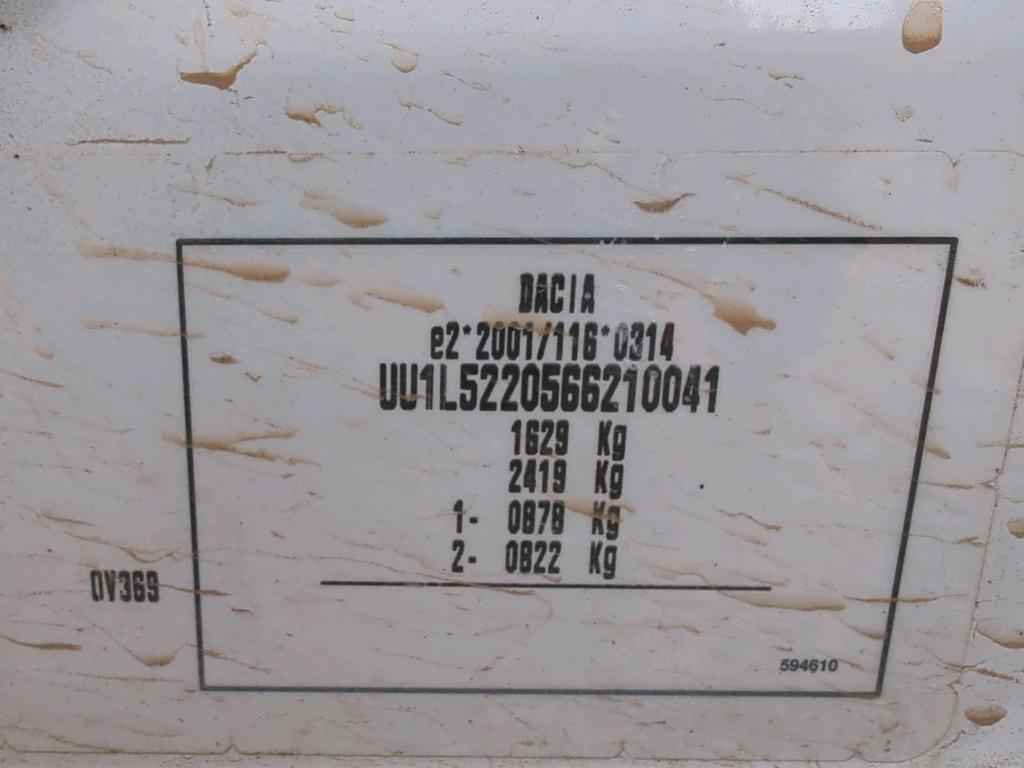 DACIA
e2*2001/116*0314
UU1L5220566210041
1629 Kg
2419 Kg
1- 0878 Kg
2- 0822 Kg
0V369
594610